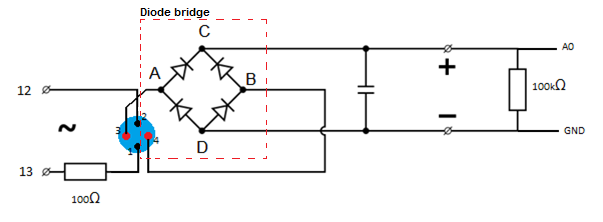 Diode bridge
C
A0
A
B
+
100kΩ
12
~
2
3
4
1
−
GND
D
13
100Ω